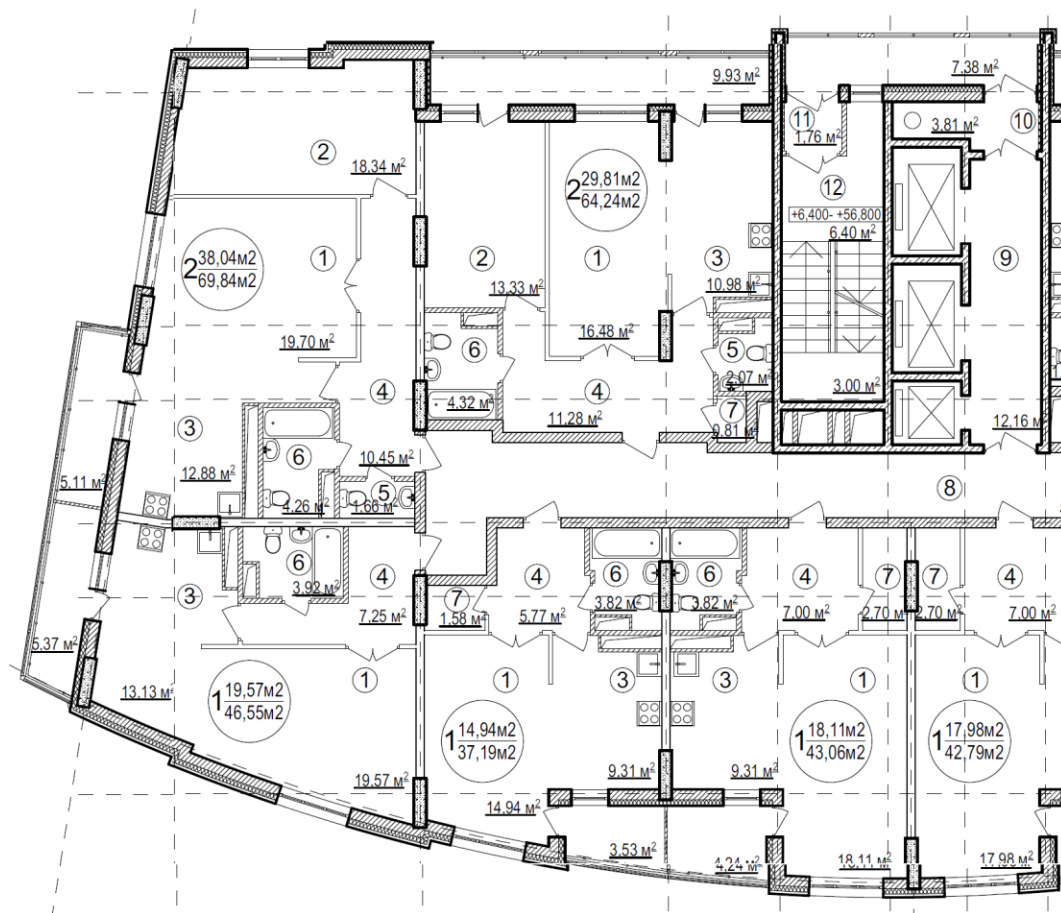 9.93 м²
7.38 м²
11
1.76 м²
3.81 м²
10
2
18.34 м²
12
2 29,81м2
64,24м2
+6,400- +56,800
6.40 м²
2 38,04м2
69,84м2
1
2
1
3
9
13.33 м²
10.98 м²
16.48 м²
19.70 м²
6
5
4
4
2.07 м²
3.00 м²
4.32 м²
7
11.28 м²
0.81 м²
12.16 м²
3
6
10.45 м²
12.88 м²
5.11 м²
5
8
4.26 м²
1.66 м²
6
4
4
6
6
4
7
7
4
3
3.92 м²
7.25 м²
7
1.58 м²
5.77 м²
3.82 м²
3.82 м²
7.00 м²
2.70 м²
2.70 м²
7.00 м²
5.37 м²
13.13 м²
1 19,57м2
46,55м2
1
1
3
3
1
1
1 14,94м2
37,19м2
1 18,11м2
43,06м2
1 17,98м2
42,79м2
19.57 м²
9.31 м²
9.31 м²
14.94 м²
3.53 м²
4.24 м²
18.11 м²
17.98 м²